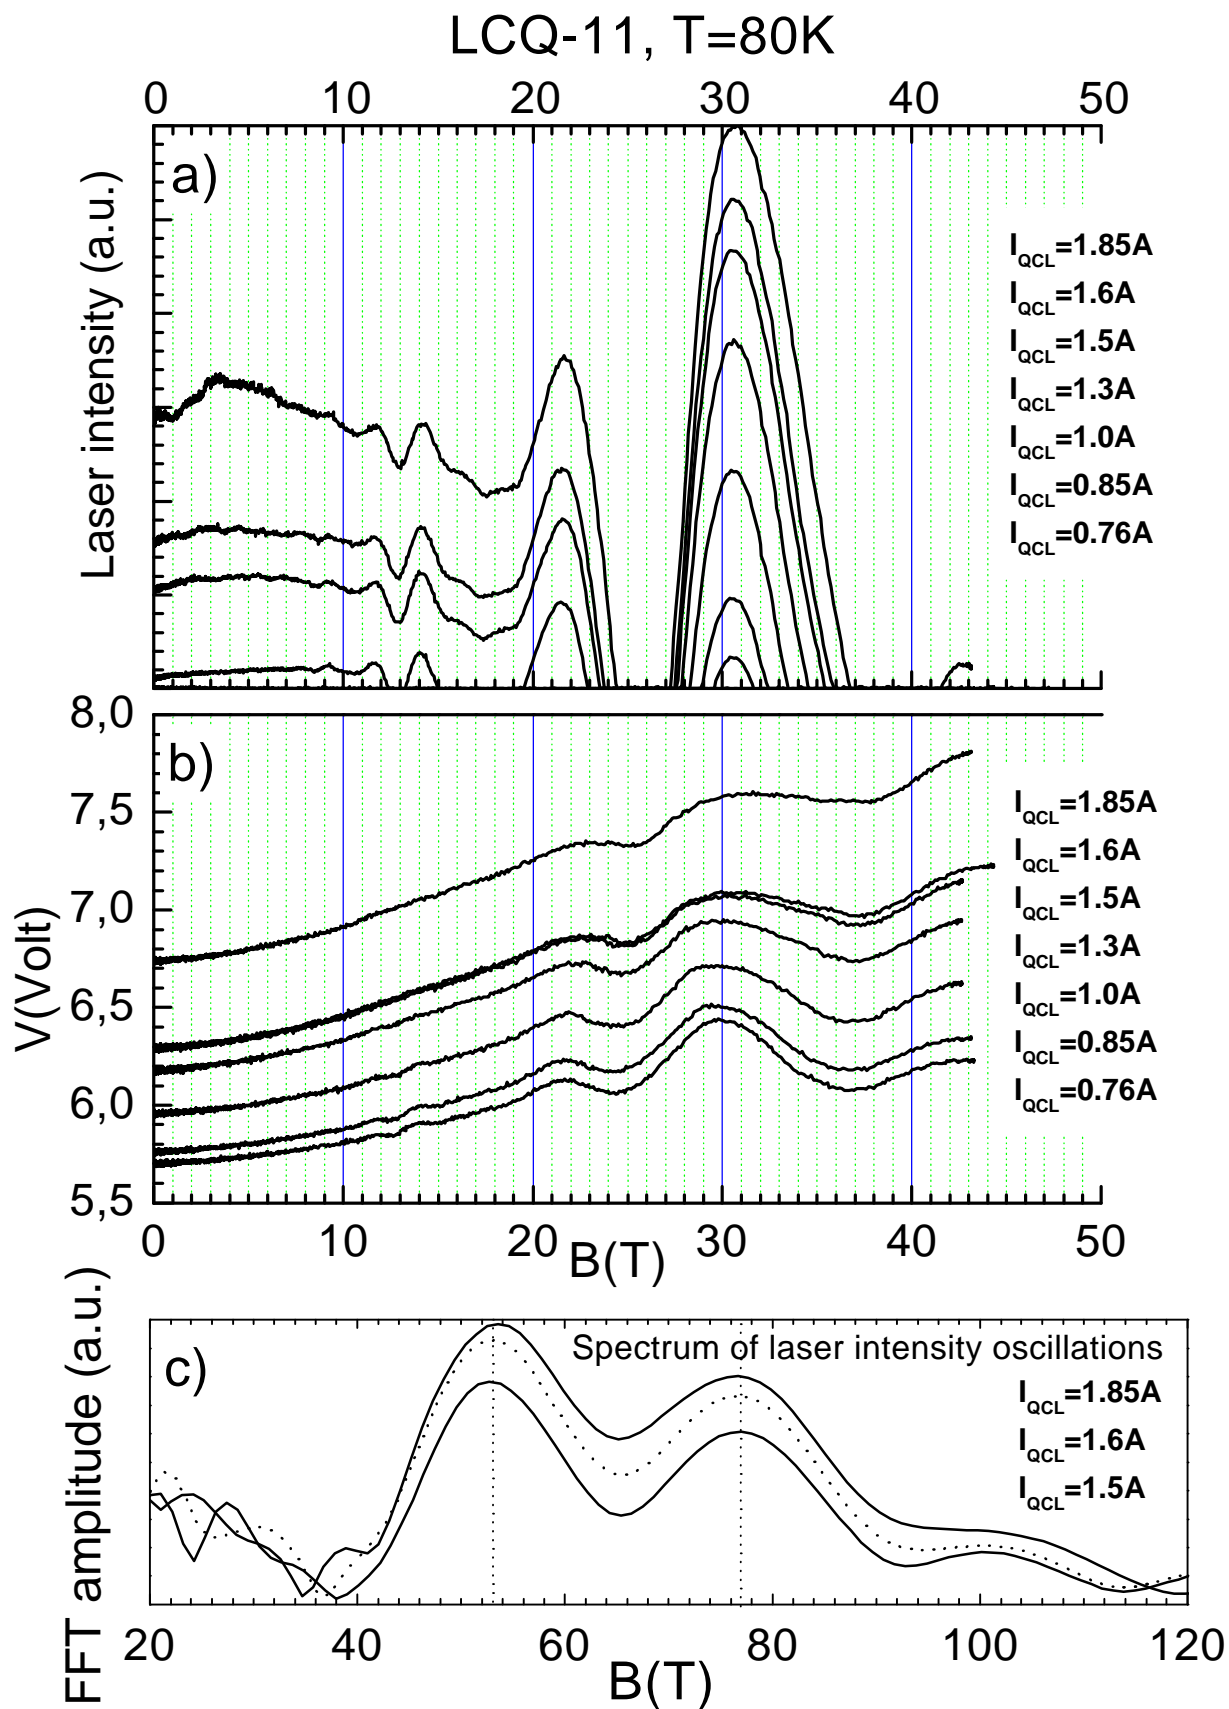 LCQ-11, T=80K
0 10 20 30 40 50
a)
Laser intensity (a.u.)
I_QCL=1.85A
I_QCL=1.6A
I_QCL=1.5A
I_QCL=1.3A
I_QCL=1.0A
I_QCL=0.85A
I_QCL=0.76A
b)
V(Volt)
8,0
7,5
7,0
6,5
6,0
5,5
I_QCL=1.85A
I_QCL=1.6A
I_QCL=1.5A
I_QCL=1.3A
I_QCL=1.0A
I_QCL=0.85A
I_QCL=0.76A
0 10 20 30 40 50
B(T)
c)
FFT amplitude (a.u.)
Spectrum of laser intensity oscillations
I_QCL=1.85A
I_QCL=1.6A
I_QCL=1.5A
20 40 60 80 100 120
B(T)